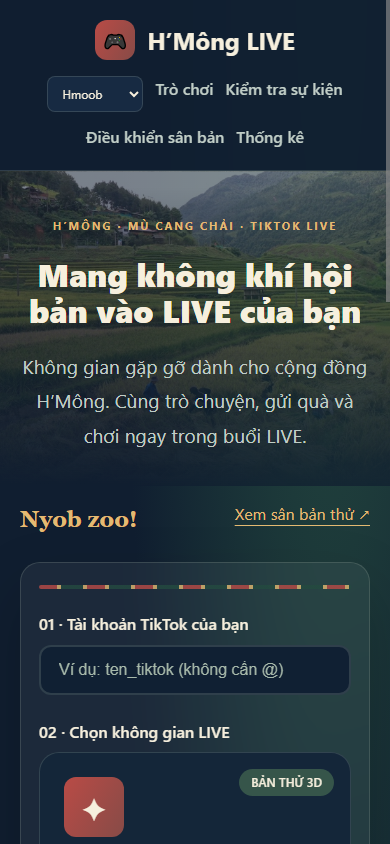 H’Mông LIVE
Hmoob
Trò chơi
Kiểm tra sự kiện
Điều khiển sân bản
Thống kê
H’MÔNG · MÙ CANG CHẢI · TIKTOK LIVE
Mang không khí hội
bản vào LIVE của bạn
Không gian gặp gỡ dành cho cộng đồng
H’Mông. Cùng trò chuyện, gửi quà và
chơi ngay trong buổi LIVE.
Nyob zoo!
Xem sân bản thử ↗
01 · Tài khoản TikTok của bạn
Ví dụ: ten_tiktok (không cần @)
02 · Chọn không gian LIVE
BẢN THỬ 3D